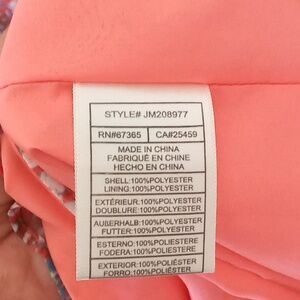 STYLE# JM208977
RN#67365 CA#25459
MADE IN CHINA
FABRIQUÉ EN CHINE
HECHO EN CHINA
SHELL:100%POLYESTER
LINING:100%POLYESTER
EXTÉRIEUR:100%POLYESTER
DOUBLURE:100%POLYESTER
AUßERHALB:100%POLYESTER
FUTTER:100%POLYESTER
ESTERNO:100%POLIESTERE
FODERA:100%POLIESTERE
EXTERIOR:100%POLIÉSTER
FORRO:100%POLIÉSTER